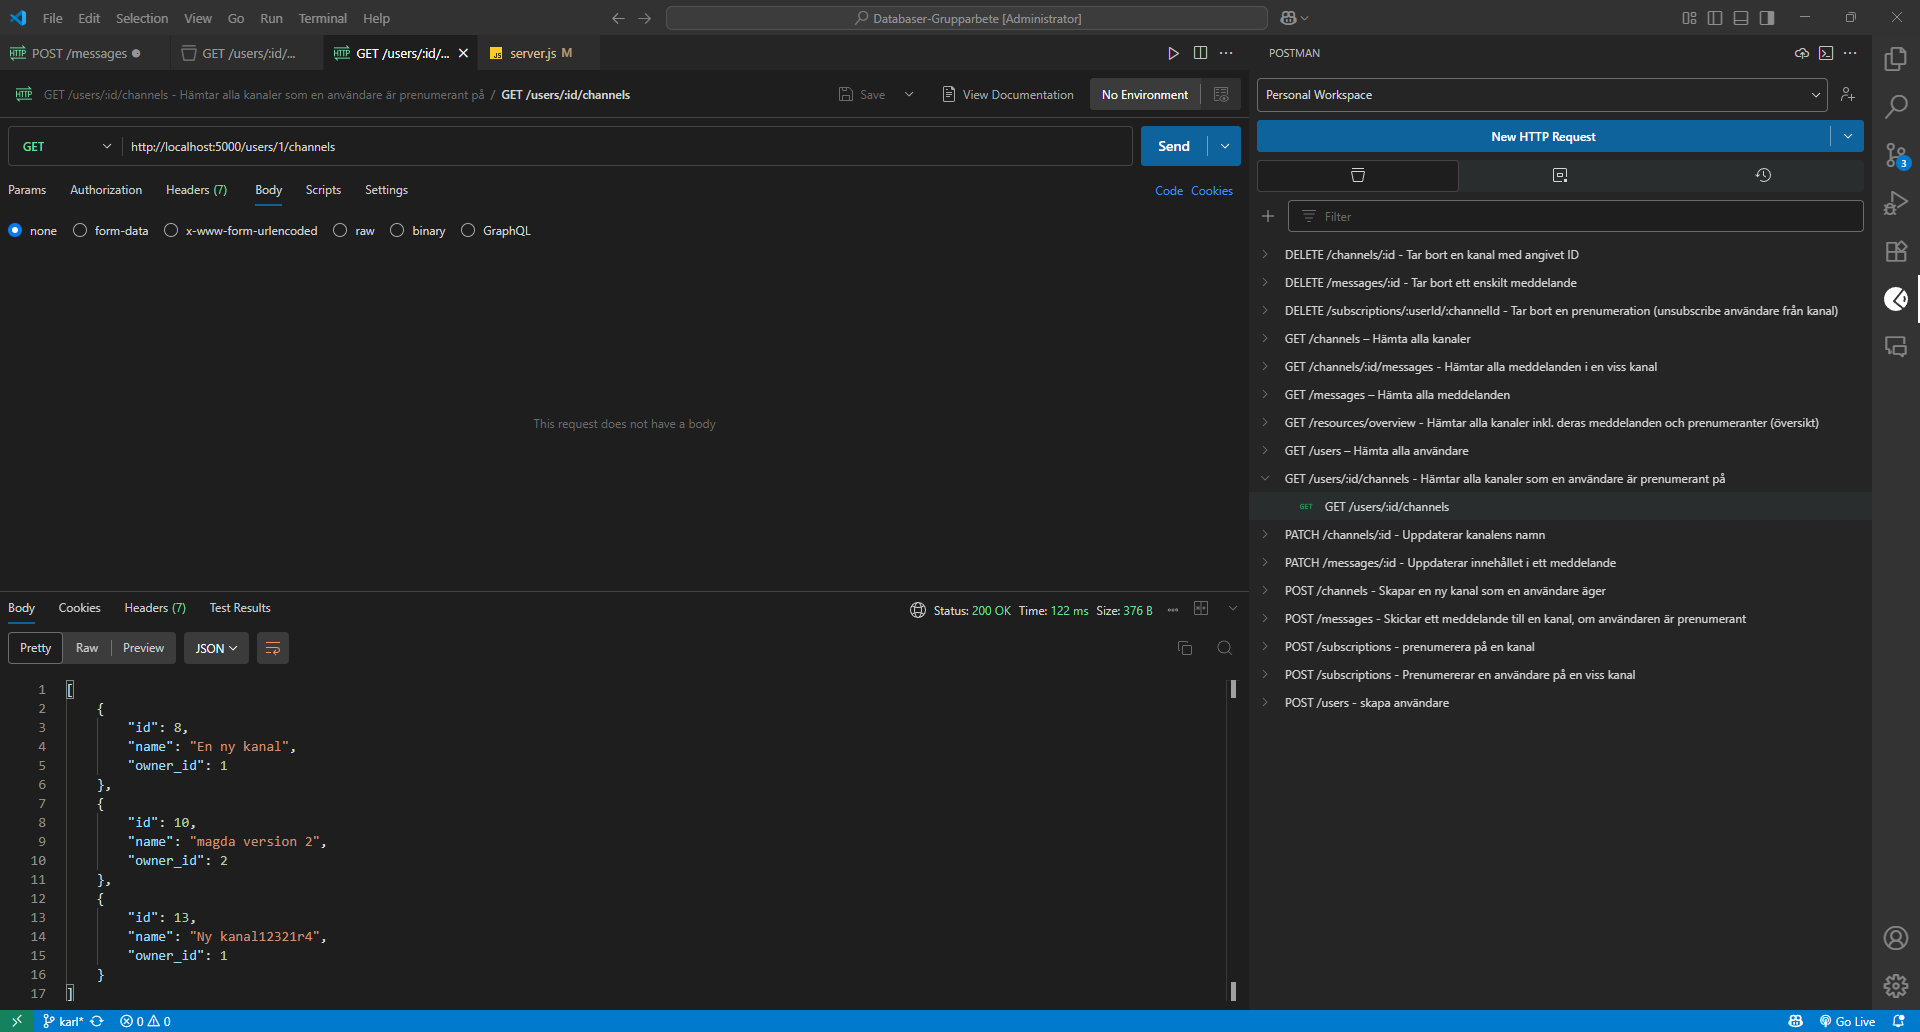 File Edit Selection View Go Run Terminal Help
Databaser-Grupparbete [Administrator]
HTTP POST /messages
GET /users/:id/...
HTTP GET /users/:id/...
JS server.js M
POSTMAN
HTTP GET /users/:id/channels - Hämtar alla kanaler som en användare är prenumerant på / GET /users/:id/channels
Save
View Documentation
No Environment
Personal Workspace
GET http://localhost:5000/users/1/channels
Send
New HTTP Request
Params Authorization Headers (7) Body Scripts Settings
Code Cookies
Filter
none form-data x-www-form-urlencoded raw binary GraphQL
This request does not have a body
DELETE /channels/:id - Tar bort en kanal med angivet ID
DELETE /messages/:id - Tar bort ett enskilt meddelande
DELETE /subscriptions/:userId/:channelId - Tar bort en prenumeration (unsubscribe användare från kanal)
GET /channels – Hämta alla kanaler
GET /channels/:id/messages - Hämtar alla meddelanden i en viss kanal
GET /messages – Hämta alla meddelanden
GET /resources/overview - Hämtar alla kanaler inkl. deras meddelanden och prenumeranter (översikt)
GET /users – Hämta alla användare
GET /users/:id/channels - Hämtar alla kanaler som en användare är prenumerant på
GET GET /users/:id/channels
PATCH /channels/:id - Uppdaterar kanalens namn
PATCH /messages/:id - Uppdaterar innehållet i ett meddelande
POST /channels - Skapar en ny kanal som en användare äger
POST /messages - Skickar ett meddelande till en kanal, om användaren är prenumerant
POST /subscriptions - prenumerera på en kanal
POST /subscriptions - Prenumererar en användare på en viss kanal
POST /users - skapa användare
3
Body Cookies Headers (7) Test Results
Status: 200 OK Time: 122 ms Size: 376 B
Pretty Raw Preview JSON
1 [
2 {
3 "id": 8,
4 "name": "En ny kanal",
5 "owner_id": 1
6 },
7 {
8 "id": 10,
9 "name": "magda version 2",
10 "owner_id": 2
11 },
12 {
13 "id": 13,
14 "name": "Ny kanal12321r4",
15 "owner_id": 1
16 }
17 ]
karl* 0 0
Go Live